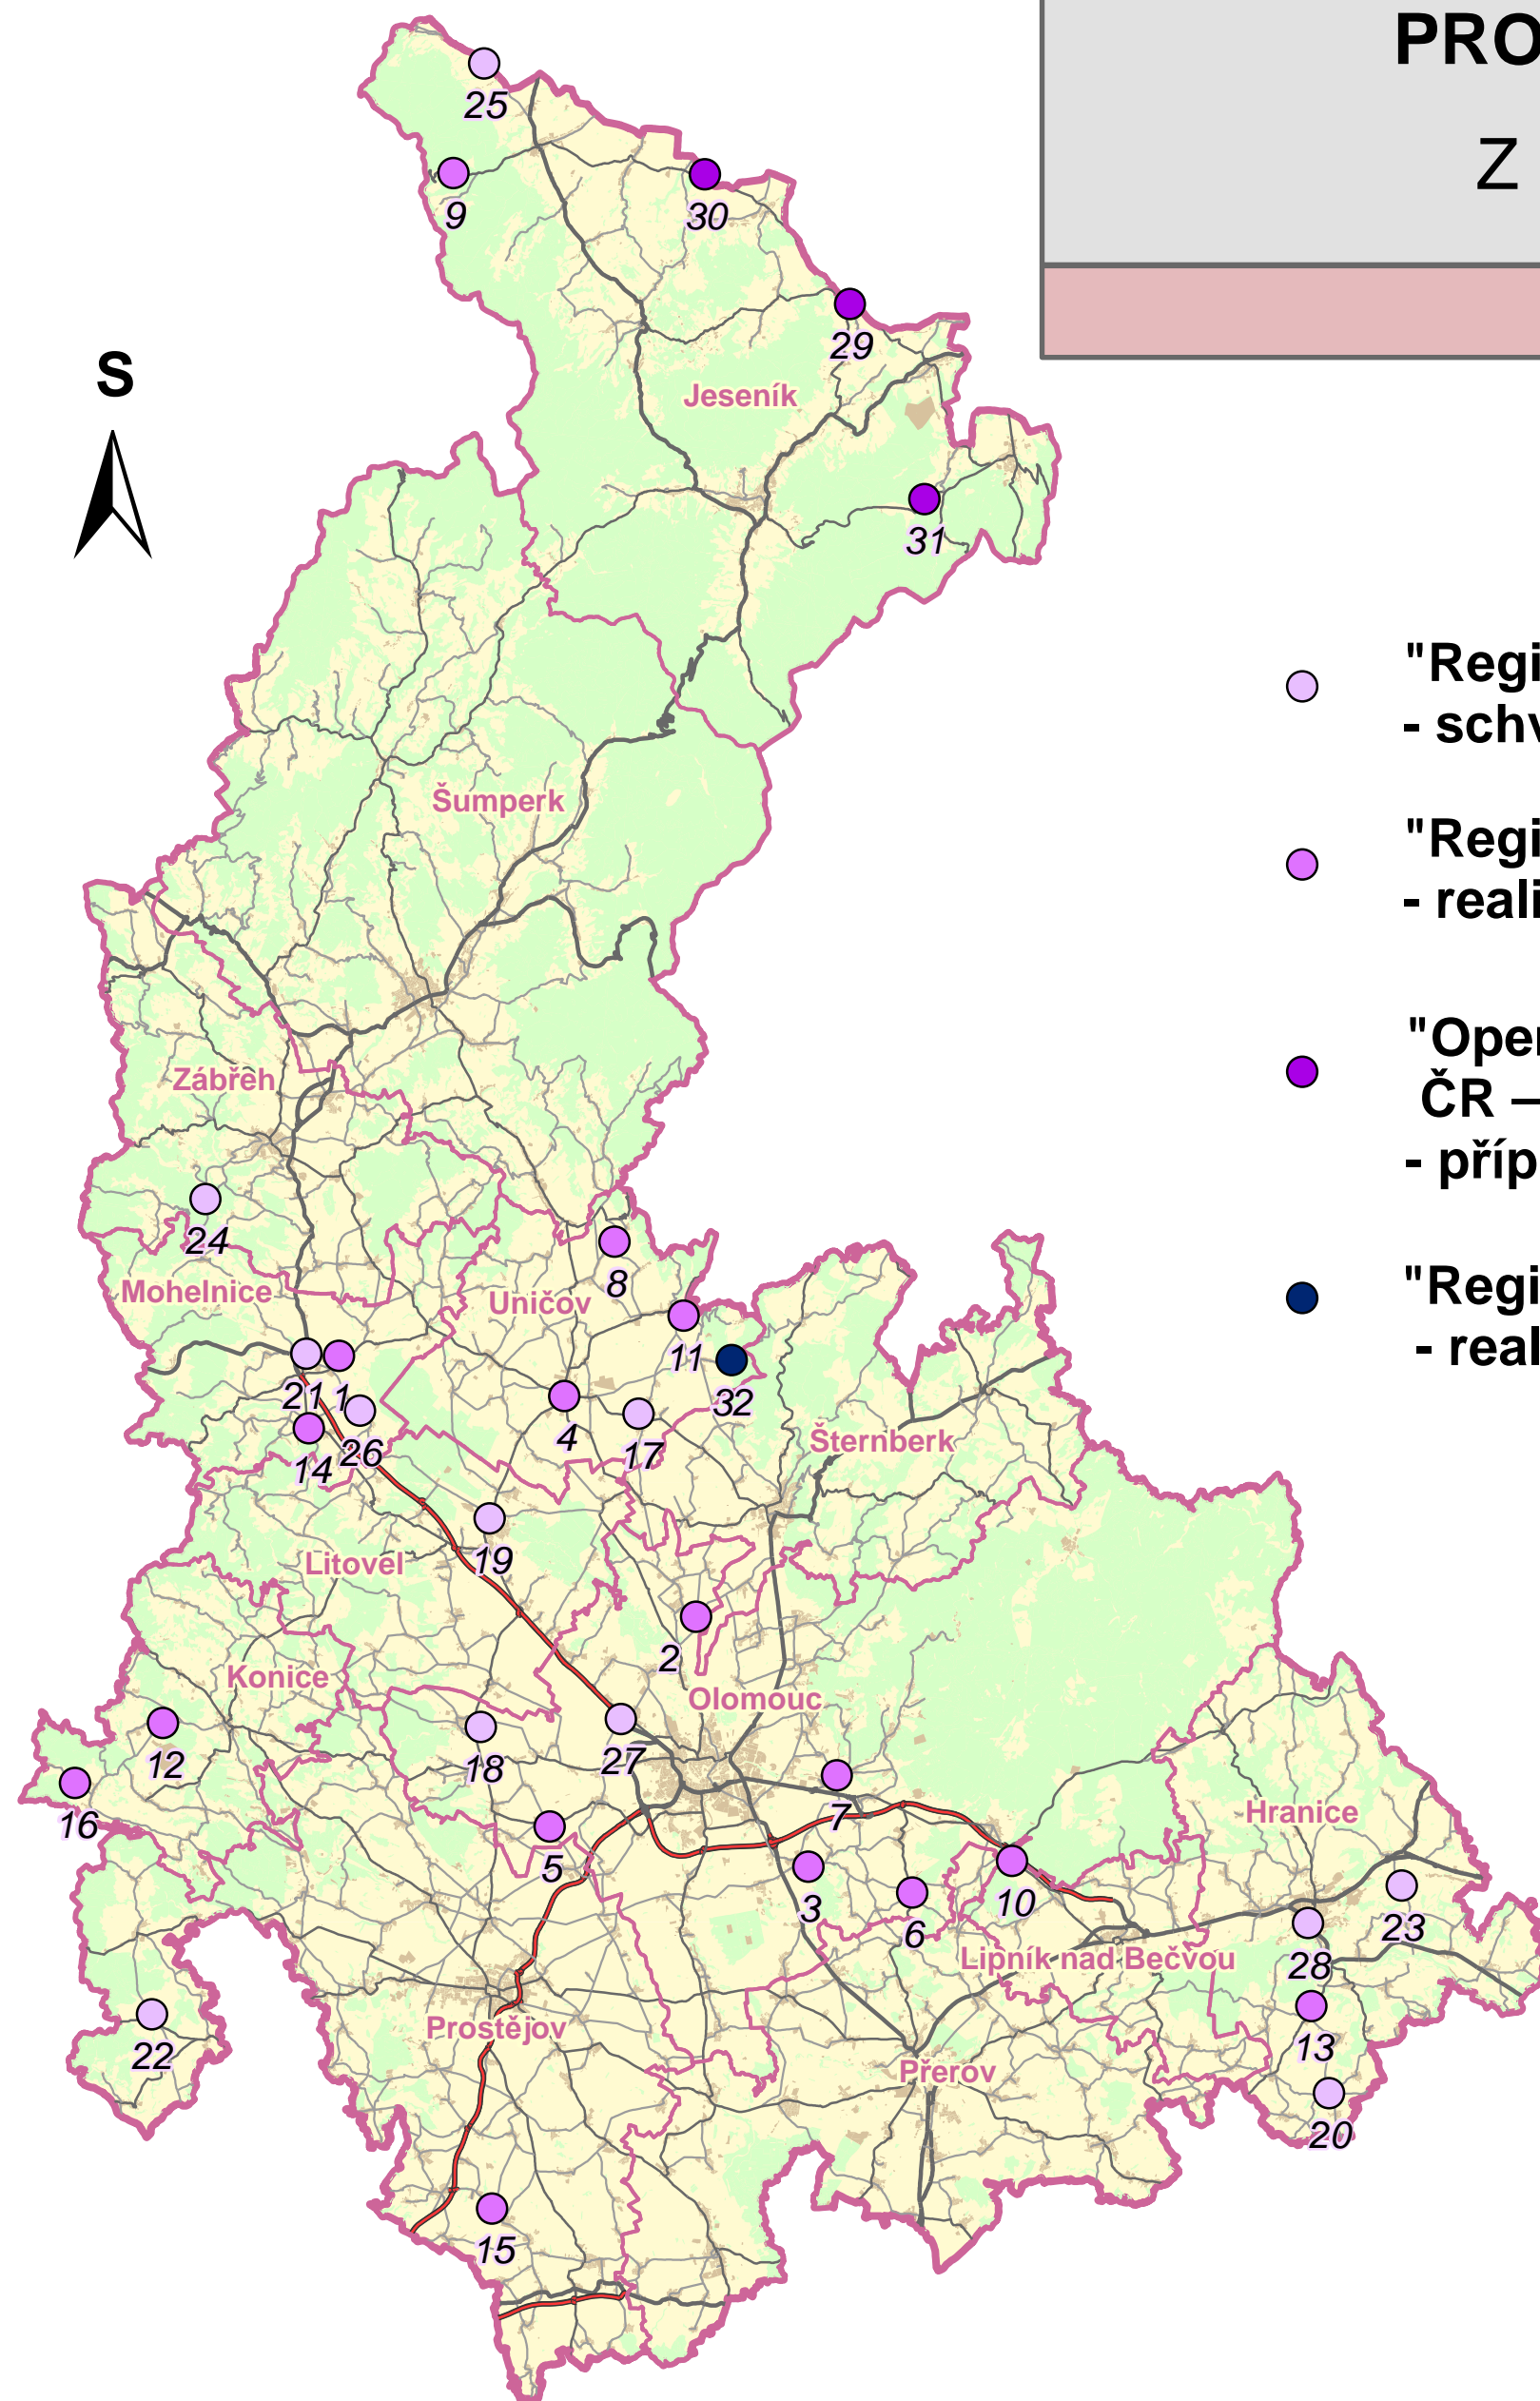 PRO
Z
25
9
30
29
S
Jeseník
31
"Regi
- schv
Šumperk
"Regi
- reali
"Oper
ČR –
- příp
Zábřeh
24
8
Mohelnice
Uničov
"Regi
- real
11
32
21
1
26
4
17
Šternberk
14
19
Litovel
2
Konice
Olomouc
12
18
27
16
7
Hranice
5
3
6
10
23
Lipník nad Bečvou
28
22
Prostějov
13
Přerov
20
15